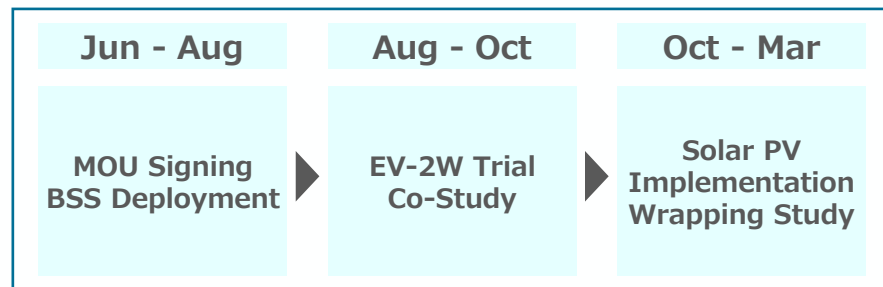 Jun - Aug
Aug - Oct
Oct - Mar
MOU Signing
BSS Deployment
EV-2W Trial
Co-Study
Solar PV
Implementation
Wrapping Study